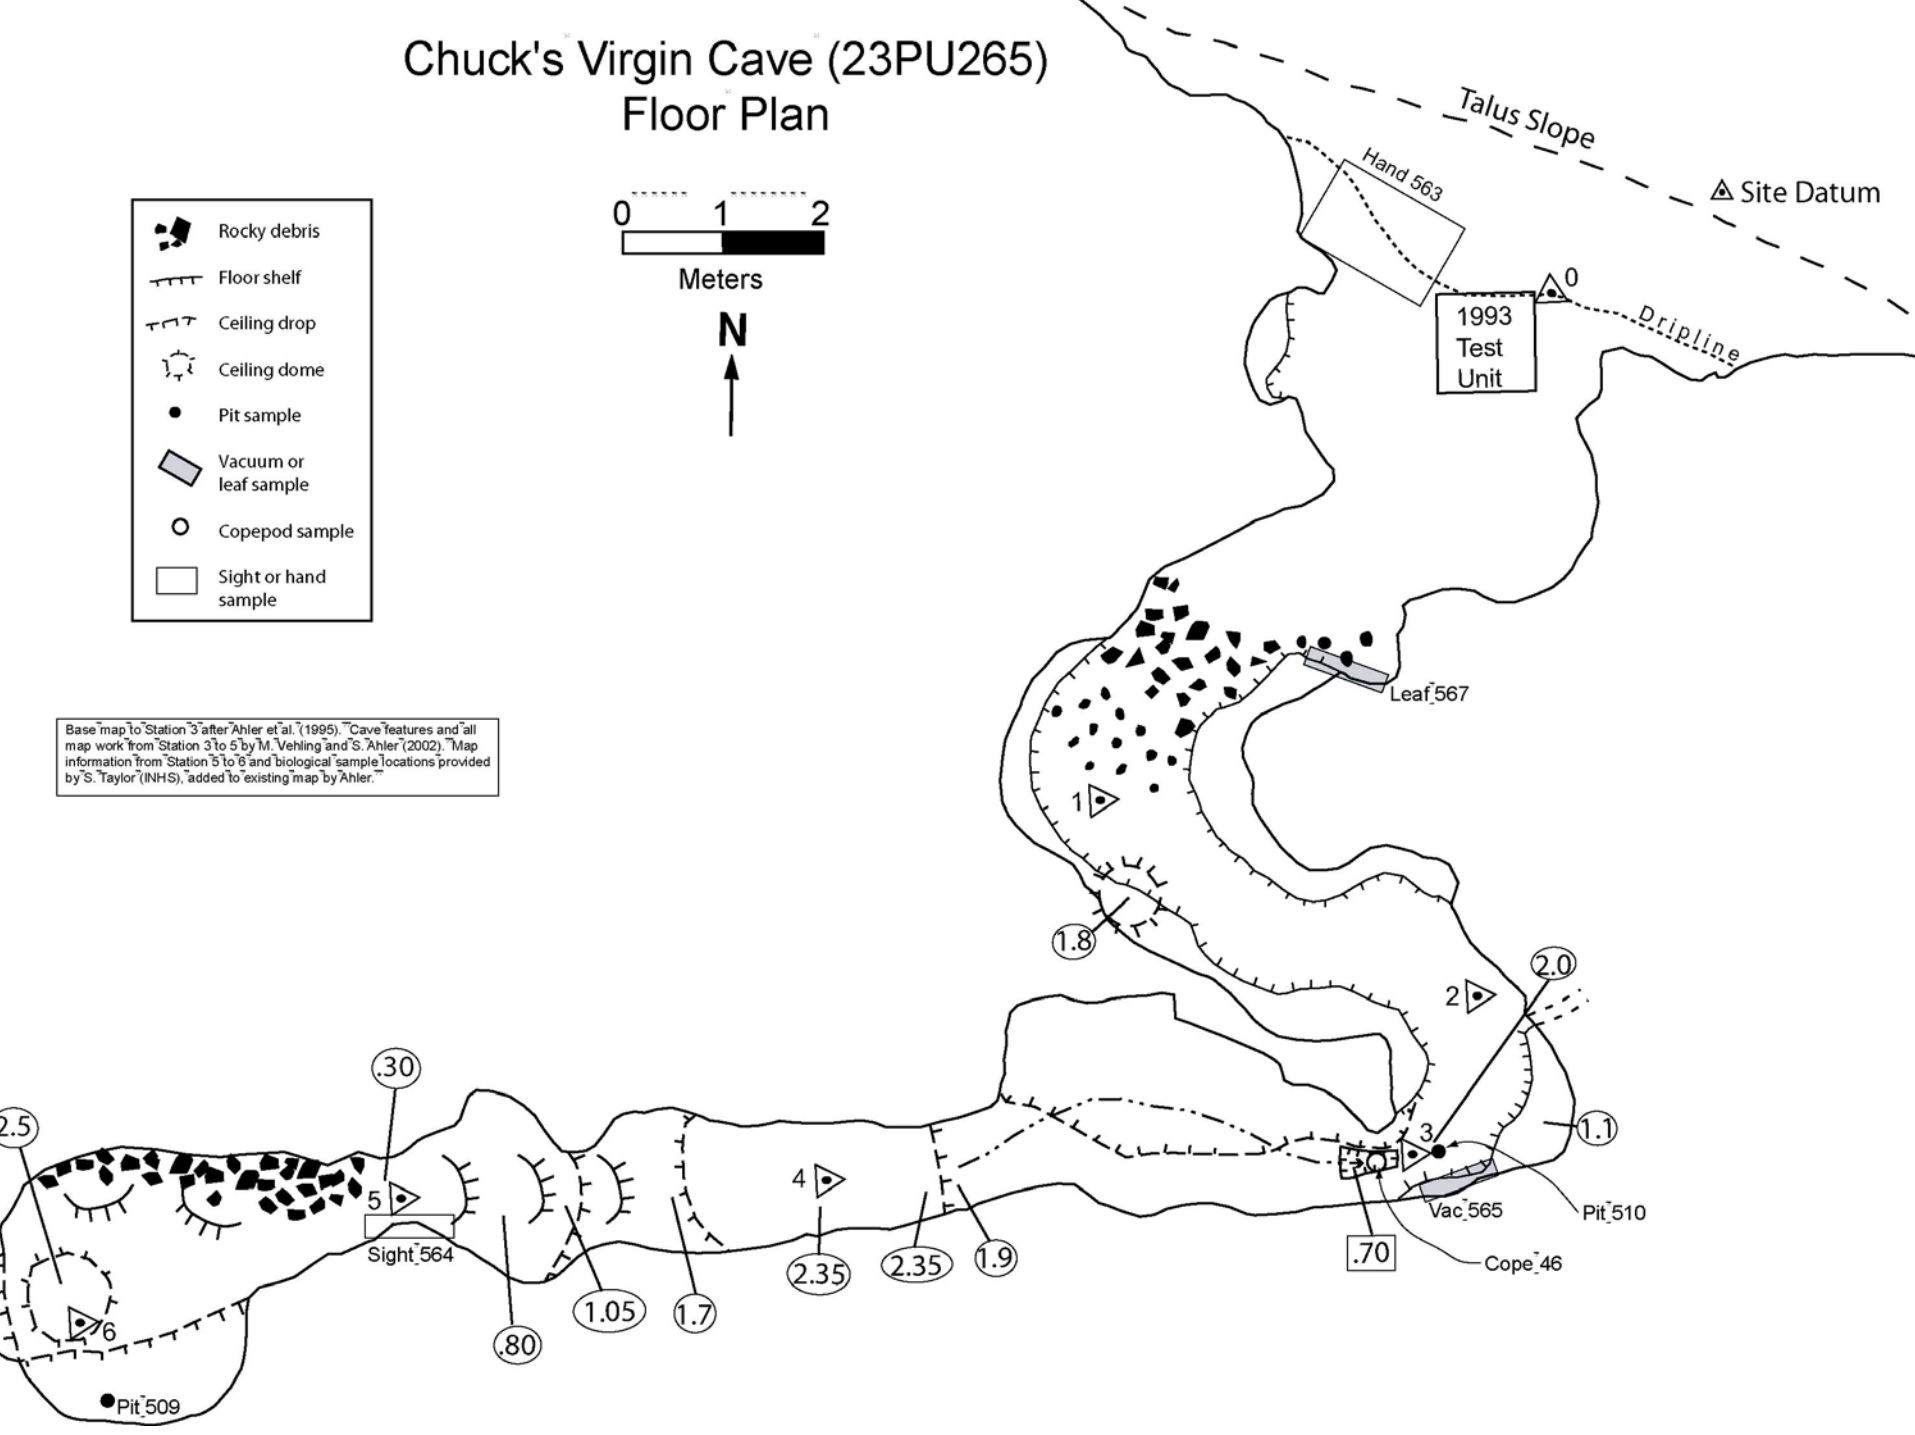 Chuck's Virgin Cave (23PU265)
Floor Plan
0 1 2
Meters
N
Rocky debris
Floor shelf
Ceiling drop
Ceiling dome
Pit sample
Vacuum or
leaf sample
Copepod sample
Sight or hand
sample
Base map to Station 3 after Ahler et al. (1995). Cave features and all
map work from Station 3 to 5 by M. Vehling and S. Ahler (2002). Map
information from Station 5 to 6 and biological sample locations provided
by S. Taylor (INHS), added to existing map by Ahler.
Talus Slope
Site Datum
Hand 563
0
Dripline
1993
Test
Unit
Leaf 567
1
1.8
2
2.0
3
1.1
Vac 565
Pit 510
Cope 46
.70
1.9
2.35
4
2.35
1.7
1.05
.80
.30
5
Sight 564
2.5
6
Pit 509